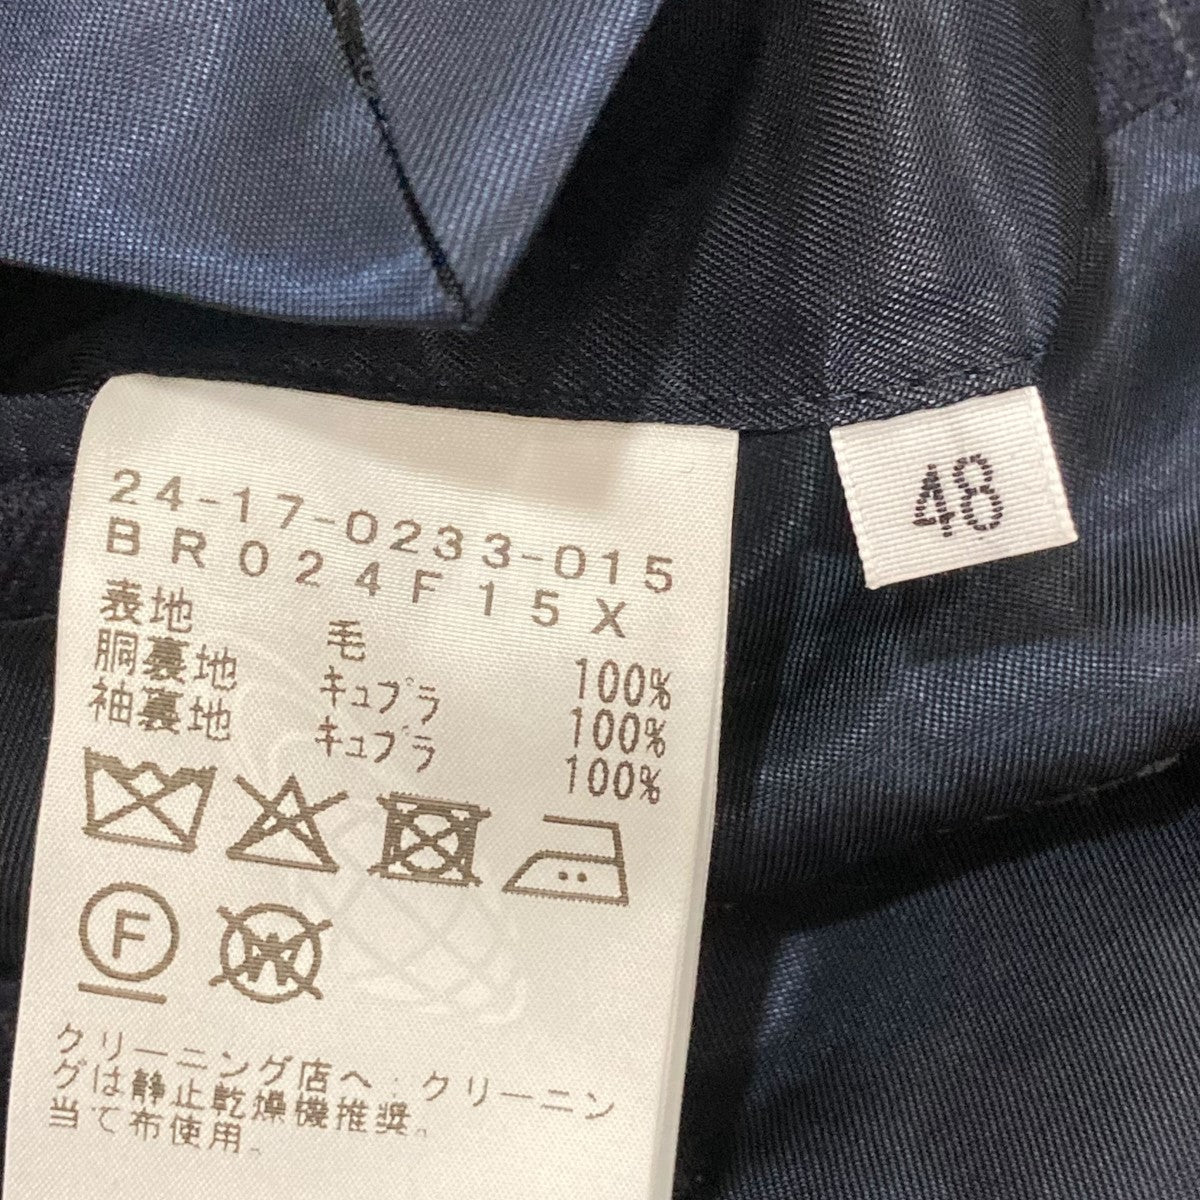 24-17-0233-015
BR024F15X
表地 毛 100%
胴裏地 キュプラ 100%
袖裏地 キュプラ 100%
F
W
クリーニング店へ.クリーニン
グは静止乾燥機推奨。
当て布使用。
48